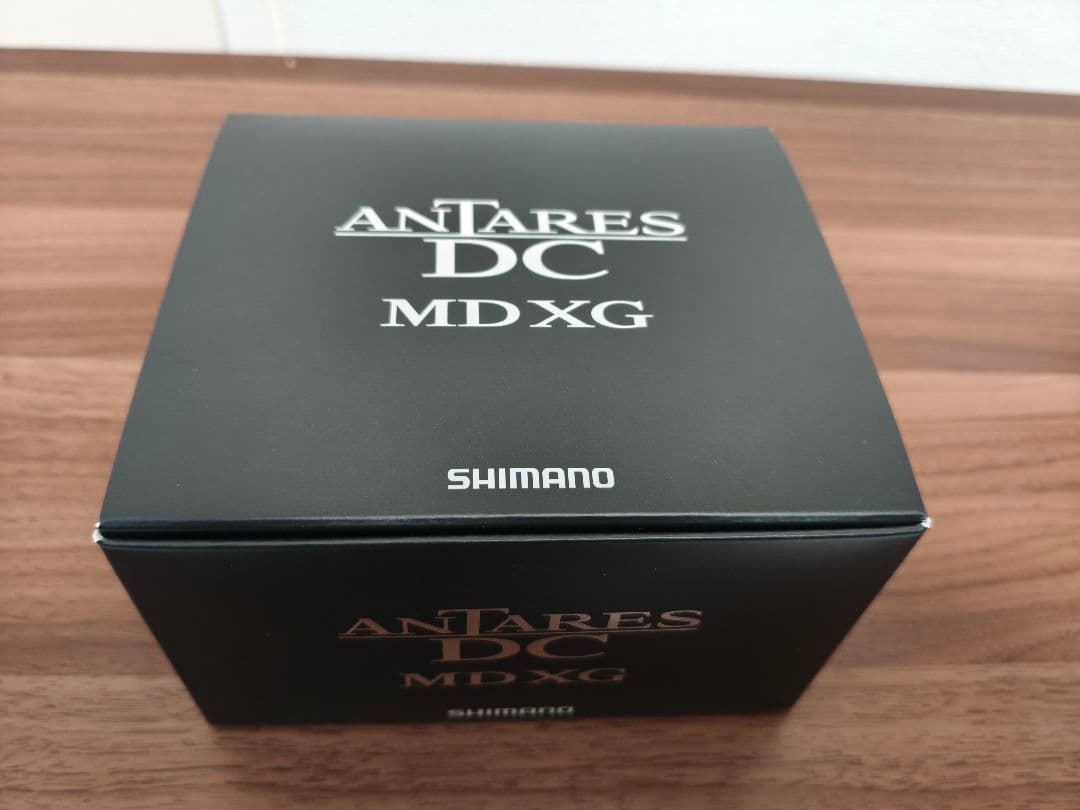 ANTARES
DC
MD XG
SHIMANO
ANTARES
DC
MD XG
SHIMANO